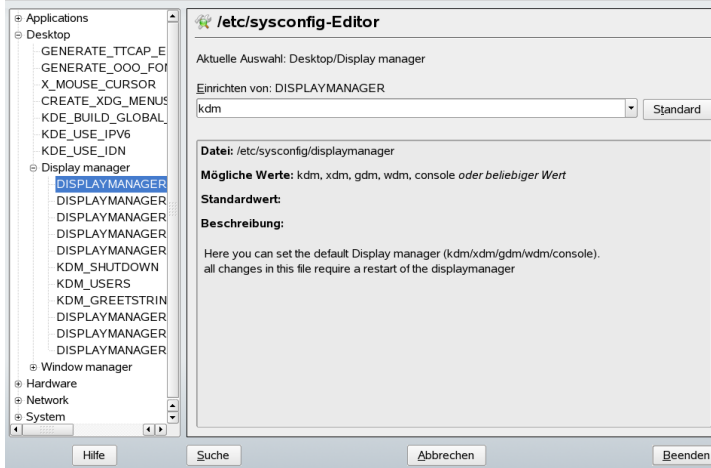 Applications
Desktop
GENERATE_TTCAP_E
GENERATE_OOO_FON
X_MOUSE_CURSOR
CREATE_XDG_MENUS
KDE_BUILD_GLOBAL_
KDE_USE_IPV6
KDE_USE_IDN
Display manager
DISPLAYMANAGER
DISPLAYMANAGER
DISPLAYMANAGER
DISPLAYMANAGER
DISPLAYMANAGER
KDM_SHUTDOWN
KDM_USERS
KDM_GREETSTRIN
DISPLAYMANAGER
DISPLAYMANAGER
DISPLAYMANAGER
Window manager
Hardware
Network
System
/etc/sysconfig-Editor
Aktuelle Auswahl: Desktop/Display manager
Einrichten von: DISPLAYMANAGER
kdm
Standard
Datei: /etc/sysconfig/displaymanager
Mögliche Werte: kdm, xdm, gdm, wdm, console oder beliebiger Wert
Standardwert:
Beschreibung:
Here you can set the default Display manager (kdm/xdm/gdm/wdm/console).
all changes in this file require a restart of the displaymanager
Hilfe
Suche
Abbrechen
Beenden